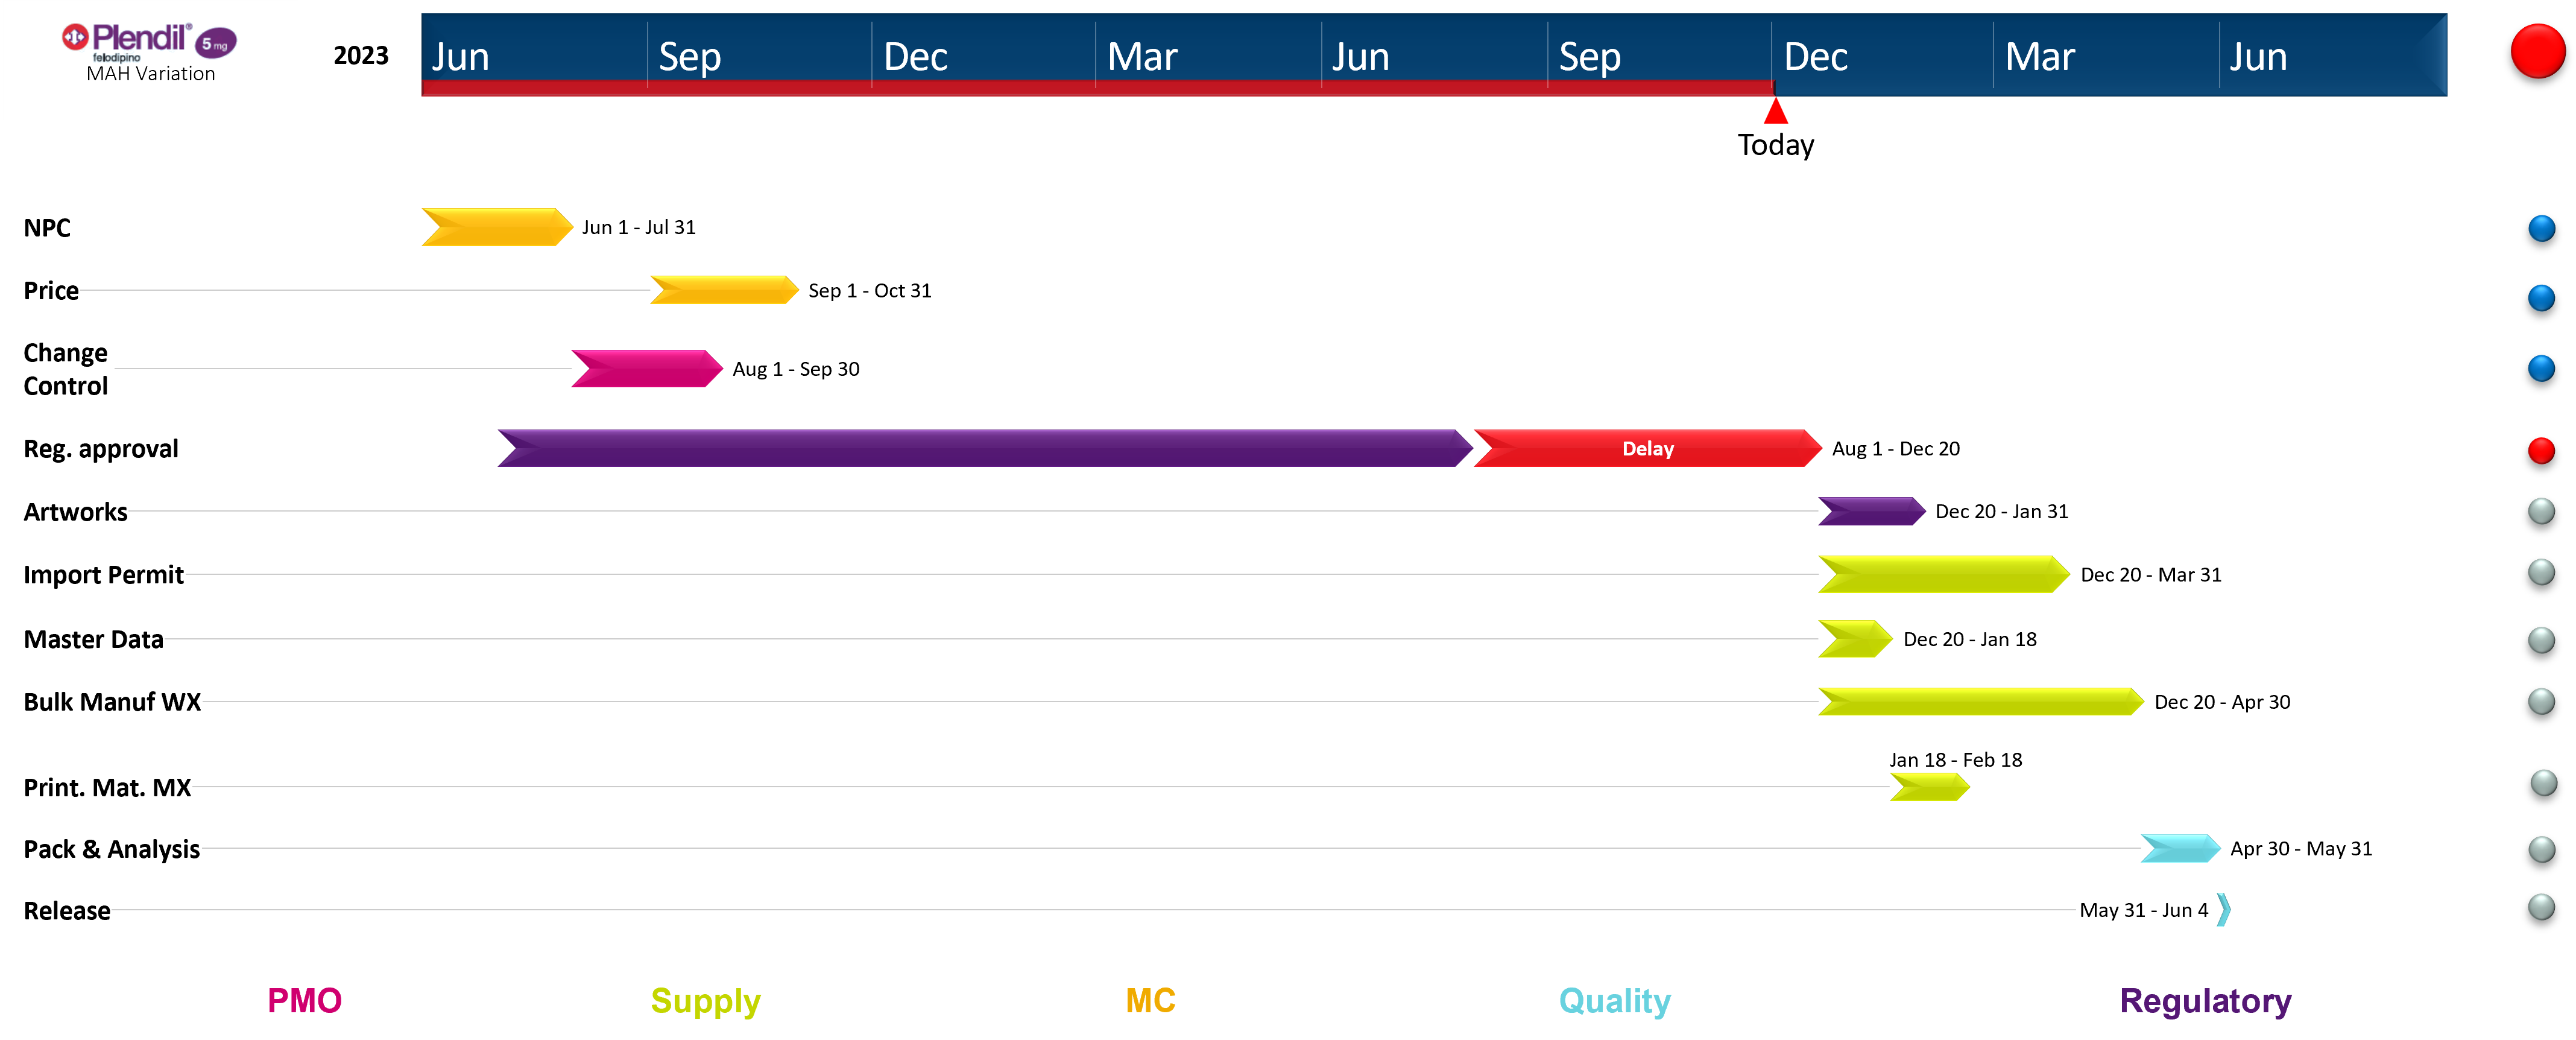 Plendil® 5 mg
felodipino
MAH Variation
2023
Jun Sep Dec Mar Jun Sep Dec Mar Jun
Today
NPC
Jun 1 - Jul 31
Price
Sep 1 - Oct 31
Change
Control
Aug 1 - Sep 30
Reg. approval
Delay
Aug 1 - Dec 20
Artworks
Dec 20 - Jan 31
Import Permit
Dec 20 - Mar 31
Master Data
Dec 20 - Jan 18
Bulk Manuf WX
Dec 20 - Apr 30
Jan 18 - Feb 18
Print. Mat. MX
Pack & Analysis
Apr 30 - May 31
Release
May 31 - Jun 4
PMO Supply MC Quality Regulatory